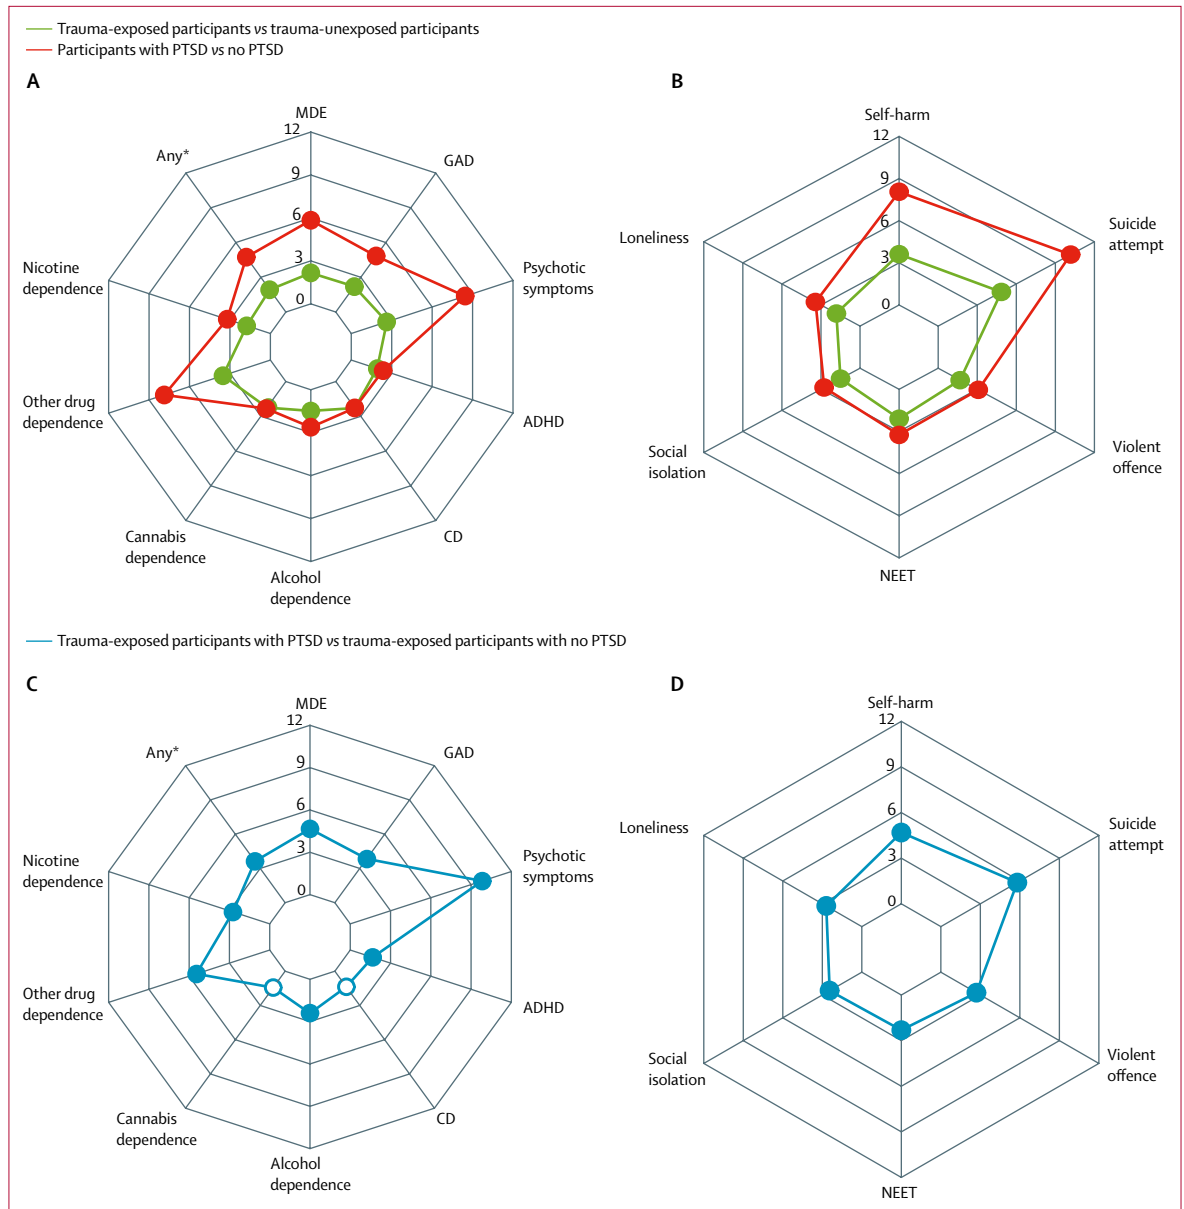 Trauma-exposed participants vs trauma-unexposed participants
Participants with PTSD vs no PTSD
A
MDE
12
9
6
3
0
GAD
Psychotic
symptoms
ADHD
CD
Alcohol
dependence
Cannabis
dependence
Other drug
dependence
Nicotine
dependence
Any*
B
Self-harm
12
9
6
3
0
Suicide
attempt
Violent
offence
NEET
Social
isolation
Loneliness
Trauma-exposed participants with PTSD vs trauma-exposed participants with no PTSD
C
MDE
12
9
6
3
0
GAD
Psychotic
symptoms
ADHD
CD
Alcohol
dependence
Cannabis
dependence
Other drug
dependence
Nicotine
dependence
Any*
D
Self-harm
12
9
6
3
0
Suicide
attempt
Violent
offence
NEET
Social
isolation
Loneliness